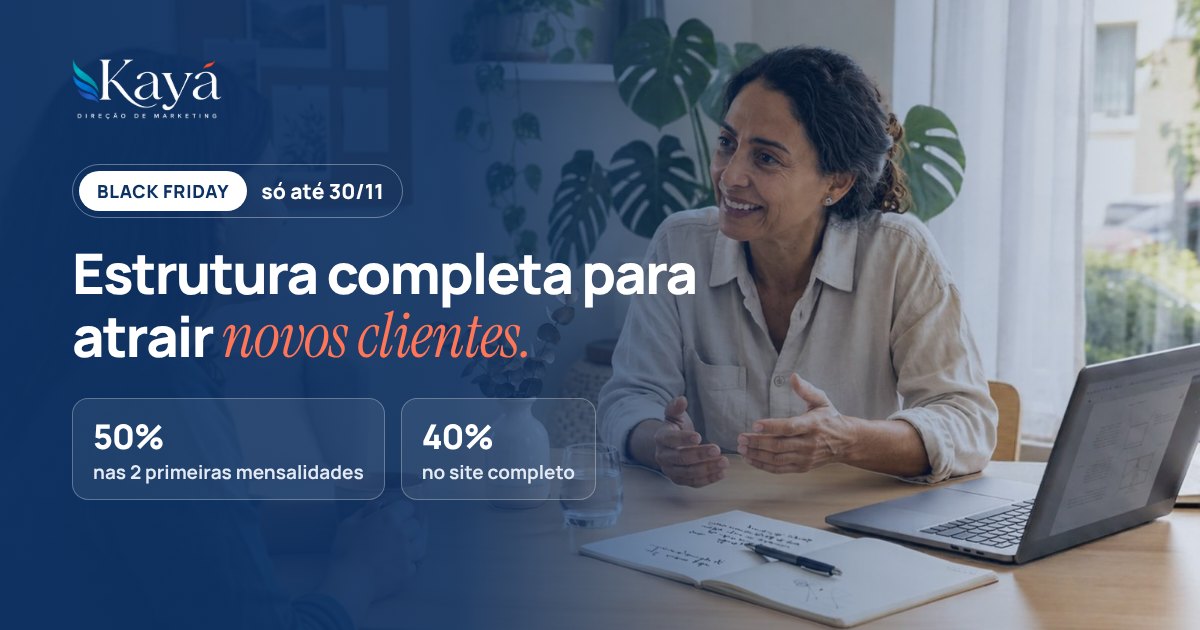 Kayá
DIREÇÃO DE MARKETING
BLACK FRIDAY só até 30/11
Estrutura completa para
atrair novos clientes.
50%
nas 2 primeiras mensalidades
40%
no site completo